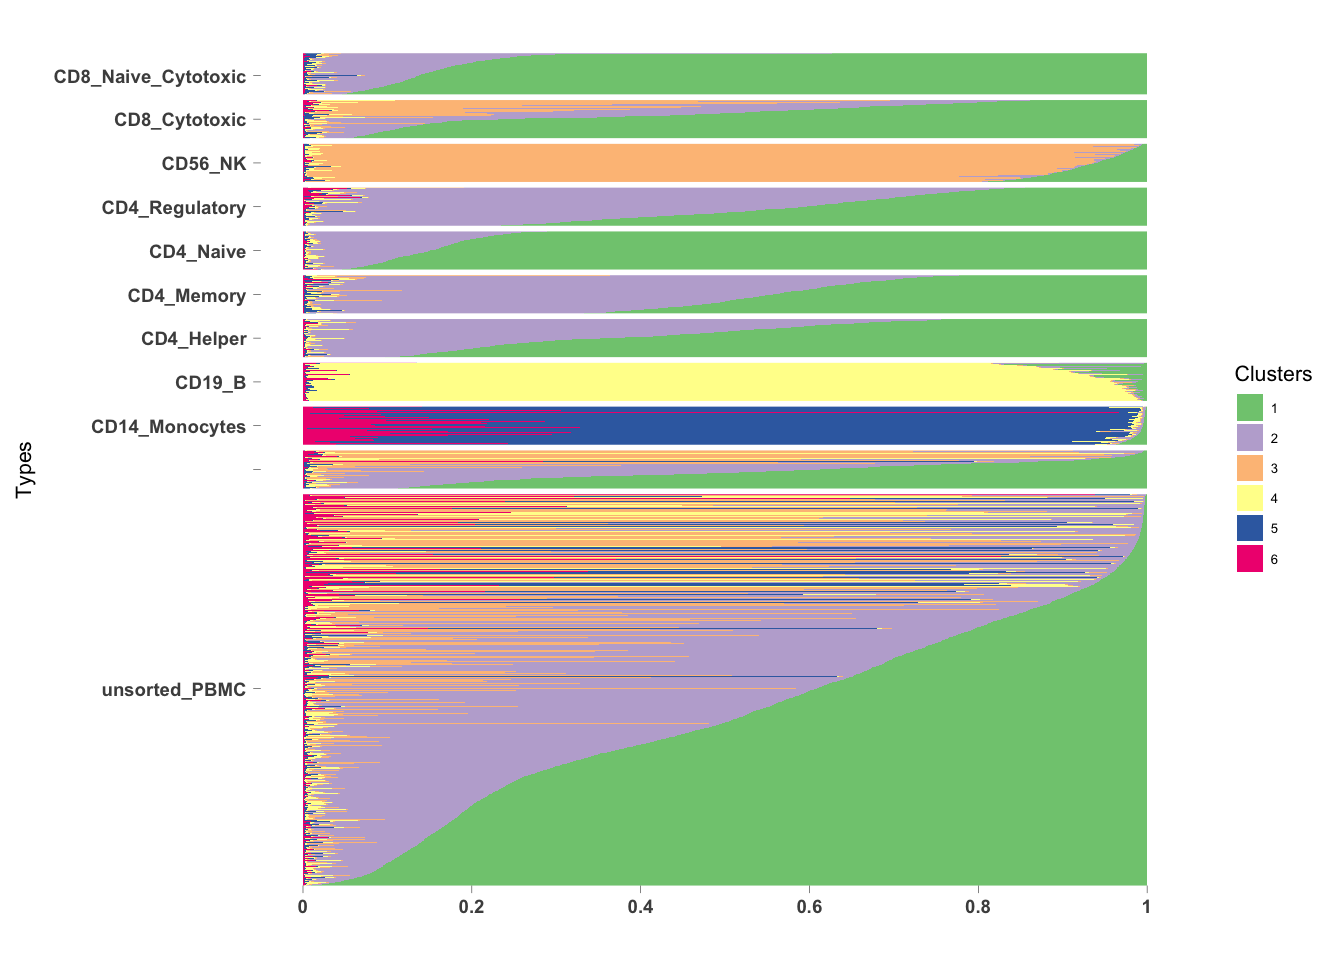 CD8_Naive_Cytotoxic
CD8_Cytotoxic
CD56_NK
CD4_Regulatory
CD4_Naive
CD4_Memory
CD4_Helper
CD19_B
CD14_Monocytes
unsorted_PBMC
Types
0 0.2 0.4 0.6 0.8 1
Clusters
1
2
3
4
5
6